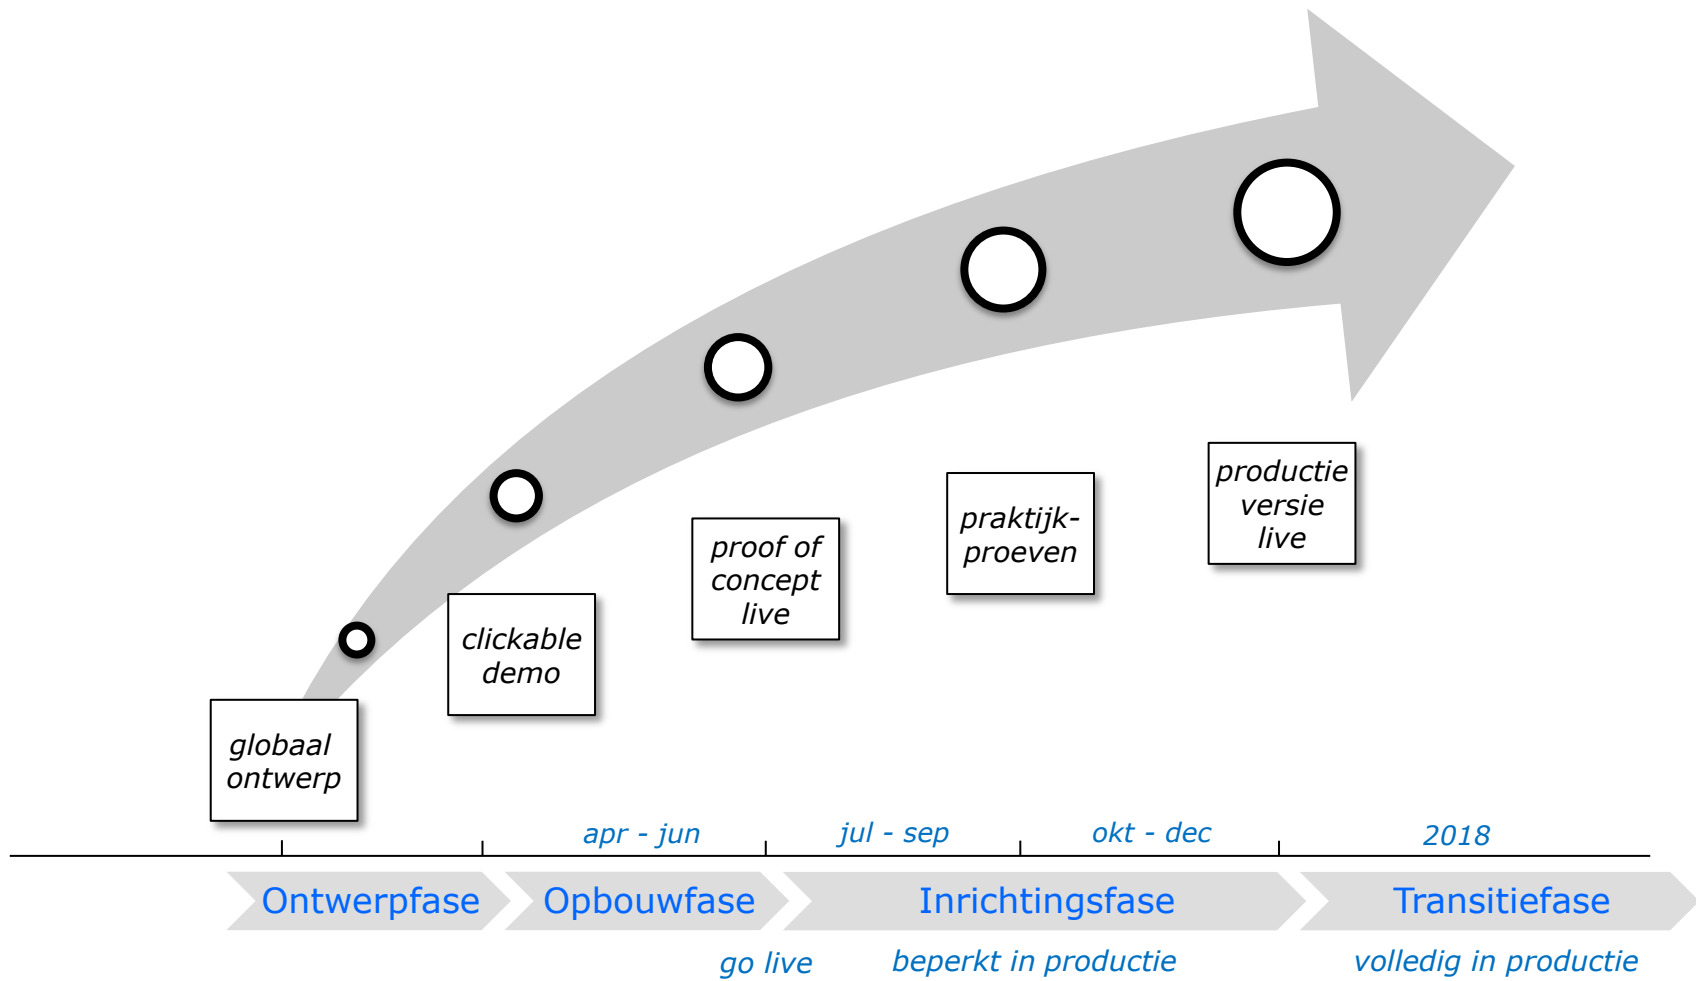 productie
versie
live
praktijk-
proeven
proof of
concept
live
clickable
demo
globaal
ontwerp
apr - jun
jul - sep
okt - dec
2018
Ontwerpfase
Opbouwfase
Inrichtingsfase
Transitiefase
go live
beperkt in productie
volledig in productie